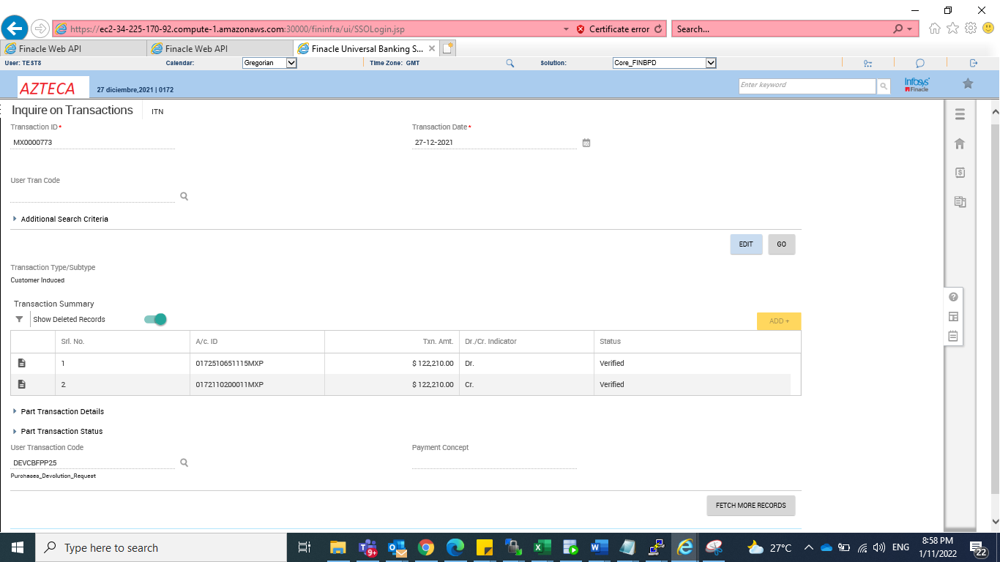 https://ec2-34-225-170-92.compute-1.amazonaws.com:30000/fininfra/ui/SSOLogin.jsp
Certificate error
Search...
Finacle Web API
Finacle Web API
Finacle Universal Banking S...
User: TEST8
Calendar:
Gregorian
Time Zone: GMT
Solution:
Core_FINBPD
AZTECA
27 diciembre,2021 | 0172
Enter keyword
Infosys
Finacle
Inquire on Transactions
ITN
Transaction ID*
Transaction Date*
MX0000773
27-12-2021
User Tran Code
Additional Search Criteria
EDIT
GO
Transaction Type/Subtype
Customer Induced
Transaction Summary
Show Deleted Records
ADD +
Srl. No. A/c. ID Txn. Amt. Dr./Cr. Indicator Status
1 0172510651115MXP $ 122,210.00 Dr. Verified
2 0172110200011MXP $ 122,210.00 Cr. Verified
Part Transaction Details
Part Transaction Status
User Transaction Code
Payment Concept
DEVCBFPP25
Purchases_Devolution_Request
FETCH MORE RECORDS
Type here to search
9+
27°C
ENG
8:58 PM
1/11/2022
22